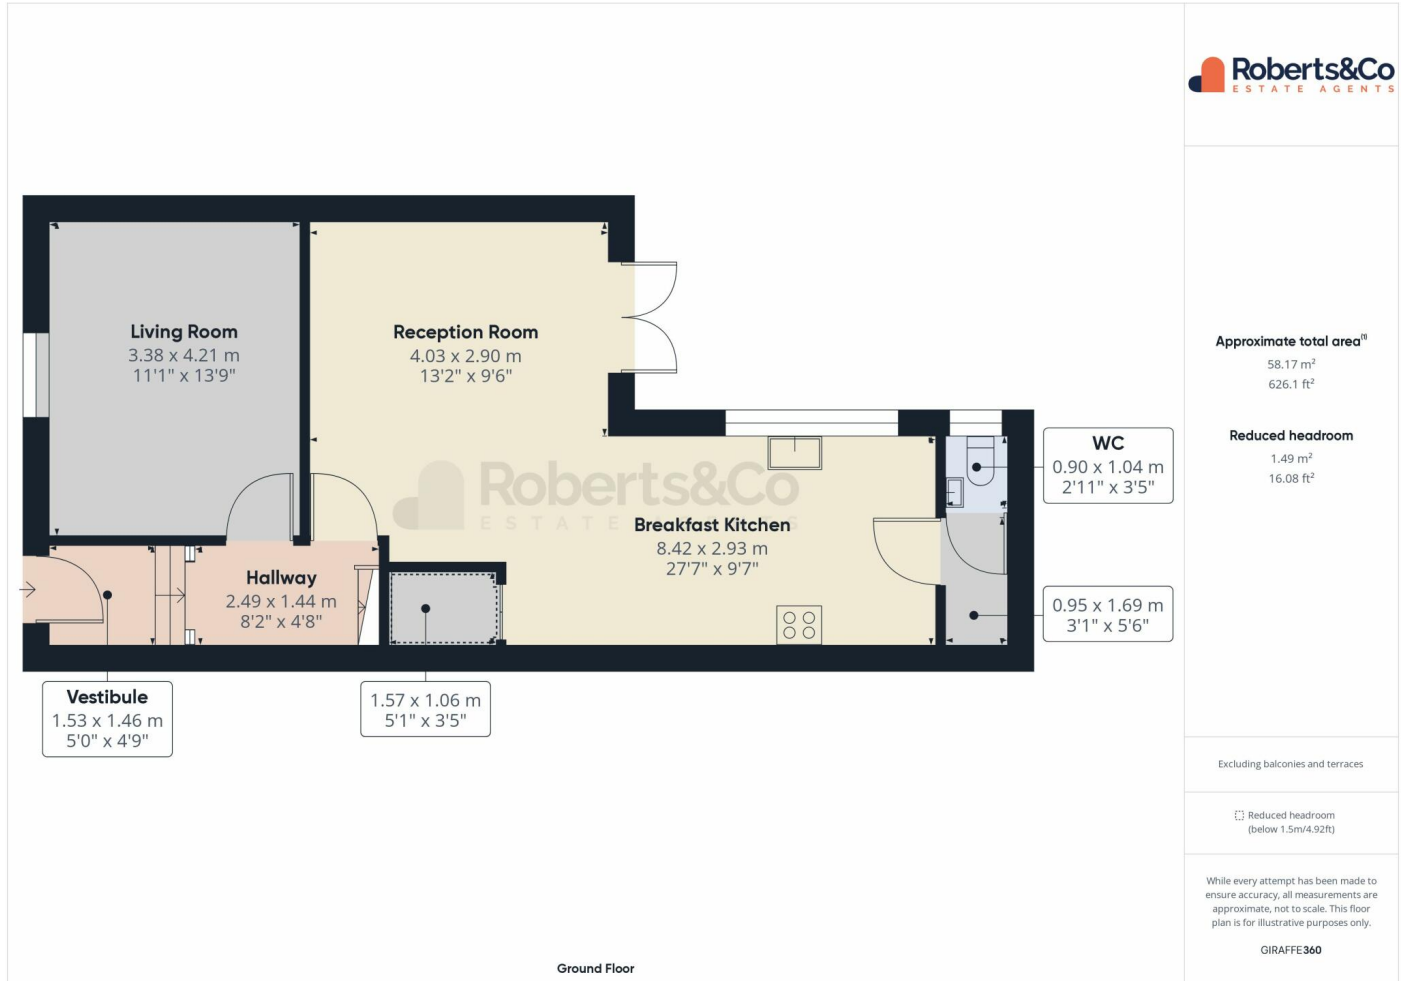 Roberts&Co
ESTATE AGENTS
Living Room
3.38 x 4.21 m
11'1" x 13'9"
Reception Room
4.03 x 2.90 m
13'2" x 9'6"
Roberts&Co
ESTATE AGENTS
Breakfast Kitchen
8.42 x 2.93 m
27'7" x 9'7"
WC
0.90 x 1.04 m
2'11" x 3'5"
Hallway
2.49 x 1.44 m
8'2" x 4'8"
0.95 x 1.69 m
3'1" x 5'6"
Vestibule
1.53 x 1.46 m
5'0" x 4'9"
1.57 x 1.06 m
5'1" x 3'5"
Ground Floor
Approximate total area(1)
58.17 m²
626.1 ft²
Reduced headroom
1.49 m²
16.08 ft²
Excluding balconies and terraces
Reduced headroom
(below 1.5m/4.92ft)
While every attempt has been made to
ensure accuracy, all measurements are
approximate, not to scale. This floor
plan is for illustrative purposes only.
GIRAFFE360